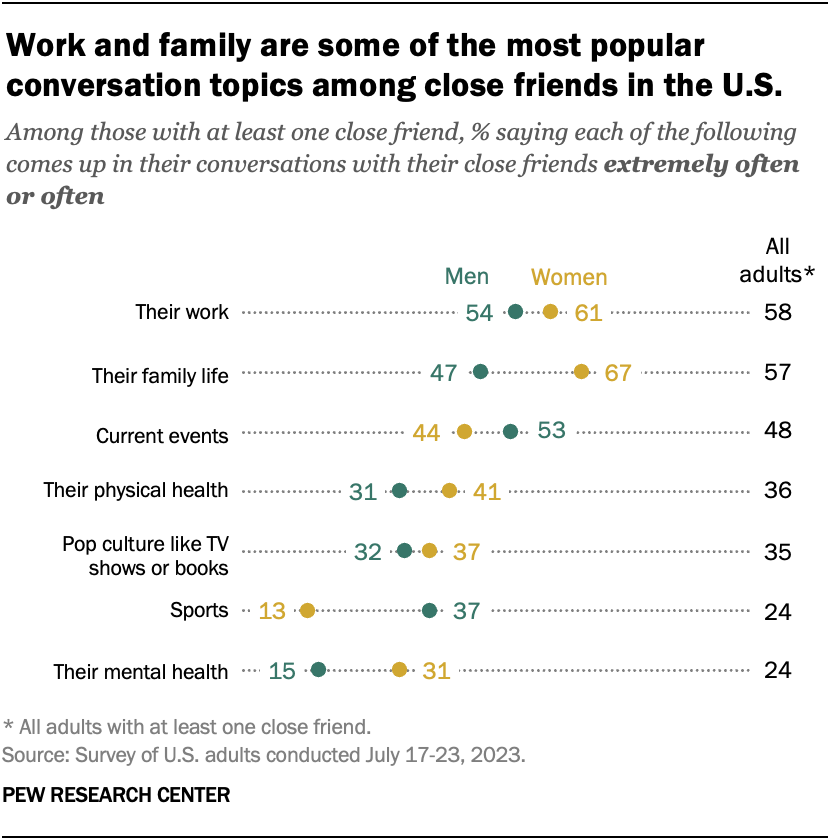 Work and family are some of the most popular
conversation topics among close friends in the U.S.
Among those with at least one close friend, % saying each of the following
comes up in their conversations with their close friends extremely often
or often
All
Men Women adults*
Their work 54 61 58
Their family life 47 67 57
Current events 44 53 48
Their physical health 31 41 36
Pop culture like TV
shows or books 32 37 35
Sports 13 37 24
Their mental health 15 31 24
* All adults with at least one close friend.
Source: Survey of U.S. adults conducted July 17-23, 2023.
PEW RESEARCH CENTER